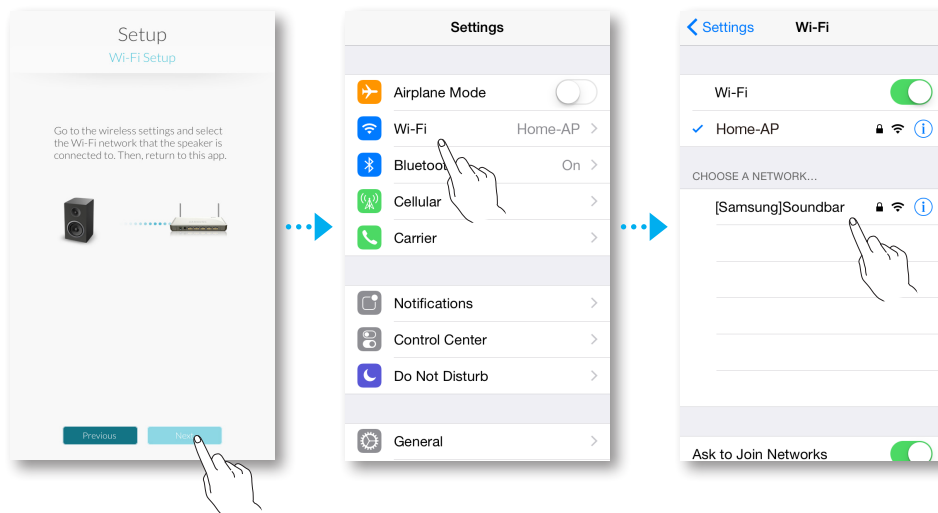 Setup
Wi-Fi Setup
Go to the wireless settings and select
the Wi-Fi network that the speaker is
connected to. Then, return to this app.
Previous
Settings
Airplane Mode
Wi-Fi Home-AP
Bluetoo
On
Cellular
Carrier
Notifications
Control Center
Do Not Disturb
General
Settings Wi-Fi
Wi-Fi
Home-AP
CHOOSE A NETWORK...
[Samsung]Soundbar
Ask to Join Networks